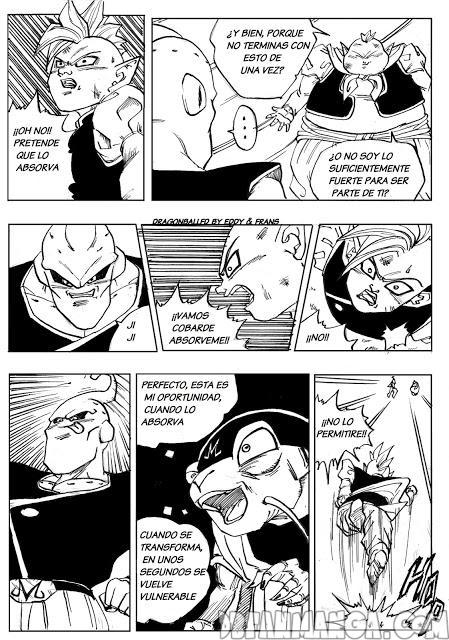 ¡¡OH NO!!
PRETENDE
QUE LO
ABSORVA
¿Y BIEN, PORQUE
NO TERMINAS CON
ESTO DE
UNA VEZ?
...
¿O NO SOY LO
SUFICIENTEMENTE
FUERTE PARA SER
PARTE DE TI?
DRAGONBALLFD BY EDDY & FRANS
JI
JI
¡¡VAMOS
COBARDE
ABSORVEME!!
¡¡NO!!
PERFECTO, ESTA ES
MI OPORTUNIDAD,
CUANDO LO
ABSORVA
M
CUANDO SE
TRANSFORMA,
EN UNOS
SEGUNDOS SE
VUELVE
VULNERABLE
¡¡NO LO
PERMITIRE!!
M